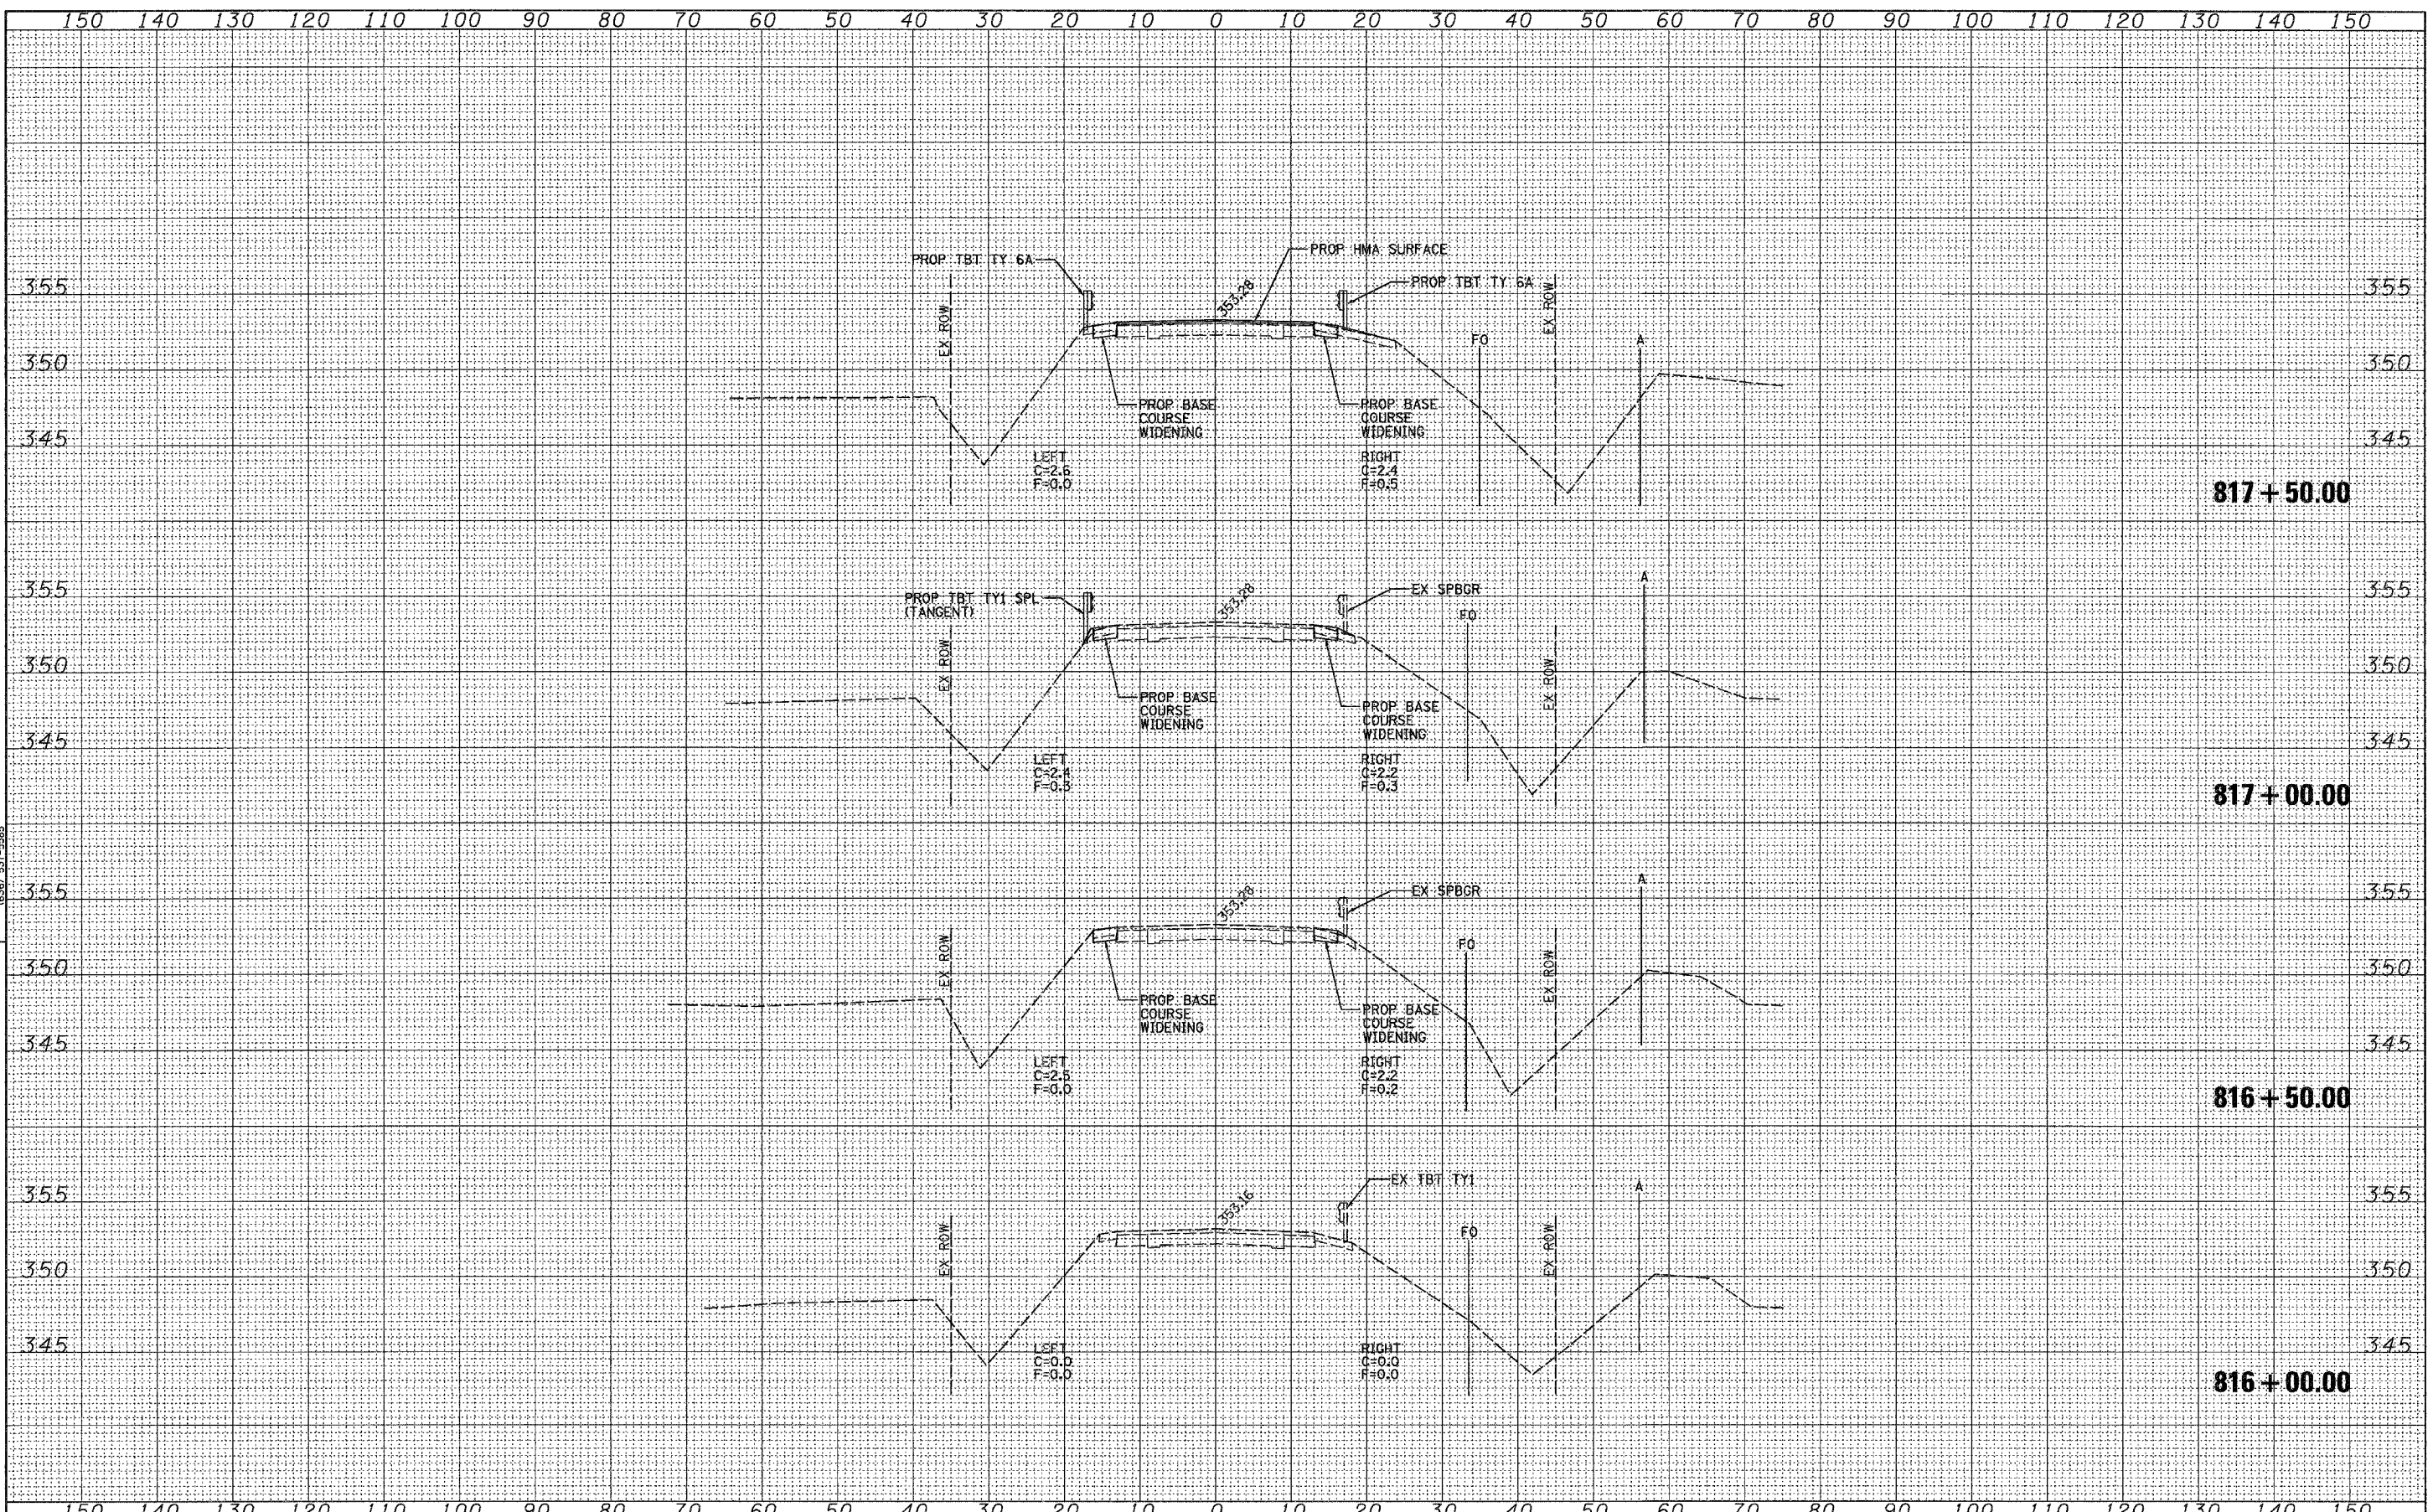 150 140 130 120 110 100 90 80 70 60 50 40 30 20 10 0 10 20 30 40 50 60 70 80 90 100 110 120 130 140 150
PROP HMA SURFACE
PROP TBT TY 6A
PROP TBT TY 6A
355
353.28
355
EX ROW
EX ROW
FO
A
350
350
PROP BASE
COURSE
WIDENING
PROP BASE
COURSE
WIDENING
345
345
LEFT
C=2.6
F=0.0
RIGHT
C=2.4
F=0.5
817+50.00
A
EX SPBGR
PROP TBT TY1 SPL
(TANGENT)
355
353.28
355
FO
EX ROW
EX ROW
350
350
PROP BASE
COURSE
WIDENING
PROP BASE
COURSE
WIDENING
345
345
LEFT
C=2.4
F=0.3
RIGHT
C=2.2
F=0.3
817+00.00
A
EX SPBGR
355
353.28
355
FO
EX ROW
EX ROW
350
350
PROP BASE
COURSE
WIDENING
PROP BASE
COURSE
WIDENING
345
345
LEFT
C=2.5
F=0.0
RIGHT
C=2.2
F=0.2
816+50.00
EX TBT TY1
A
355
353.16
355
FO
EX ROW
EX ROW
350
350
345
345
LEFT
C=0.0
F=0.0
RIGHT
C=0.0
F=0.0
816+00.00
150 140 130 120 110 100 90 80 70 60 50 40 30 20 10 0 10 20 30 40 50 60 70 80 90 100 110 120 130 140 150